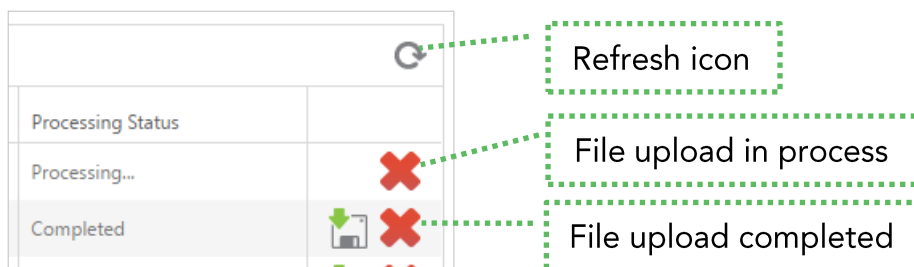 Refresh icon
Processing Status
Processing...
File upload in process
Completed
File upload completed